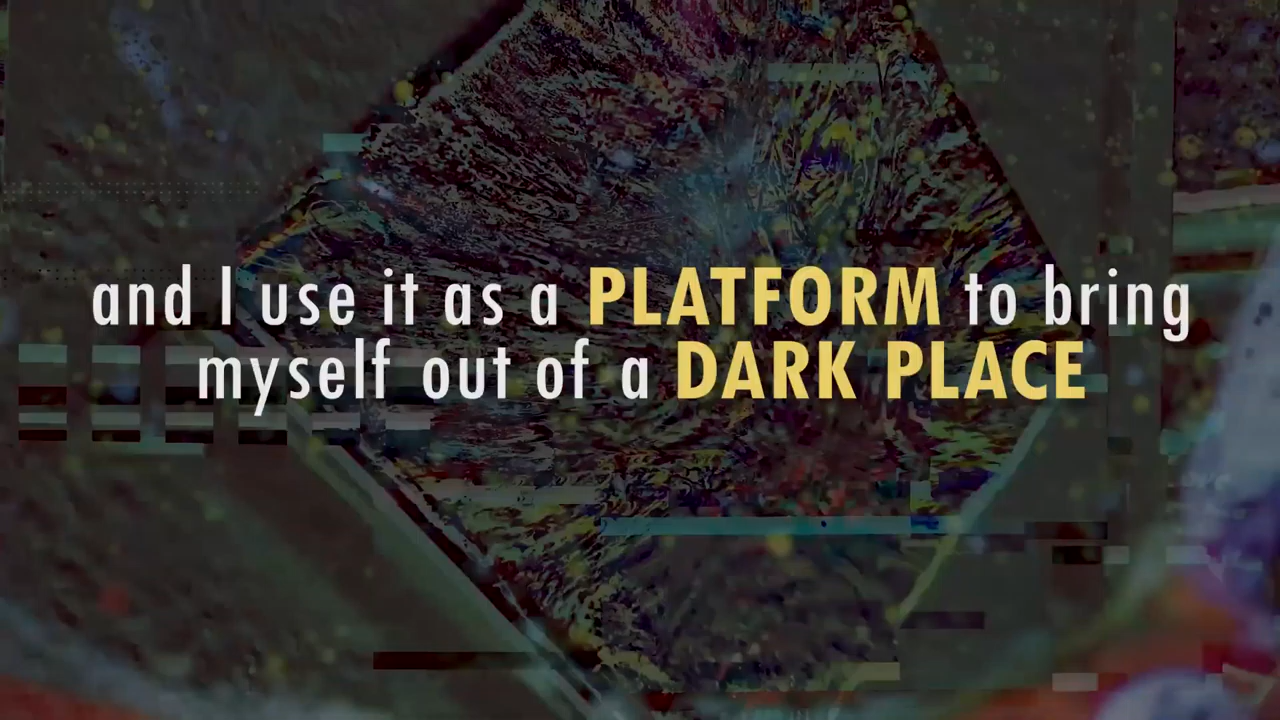 and I use it as a PLATFORM to bring
myself out of a DARK PLACE